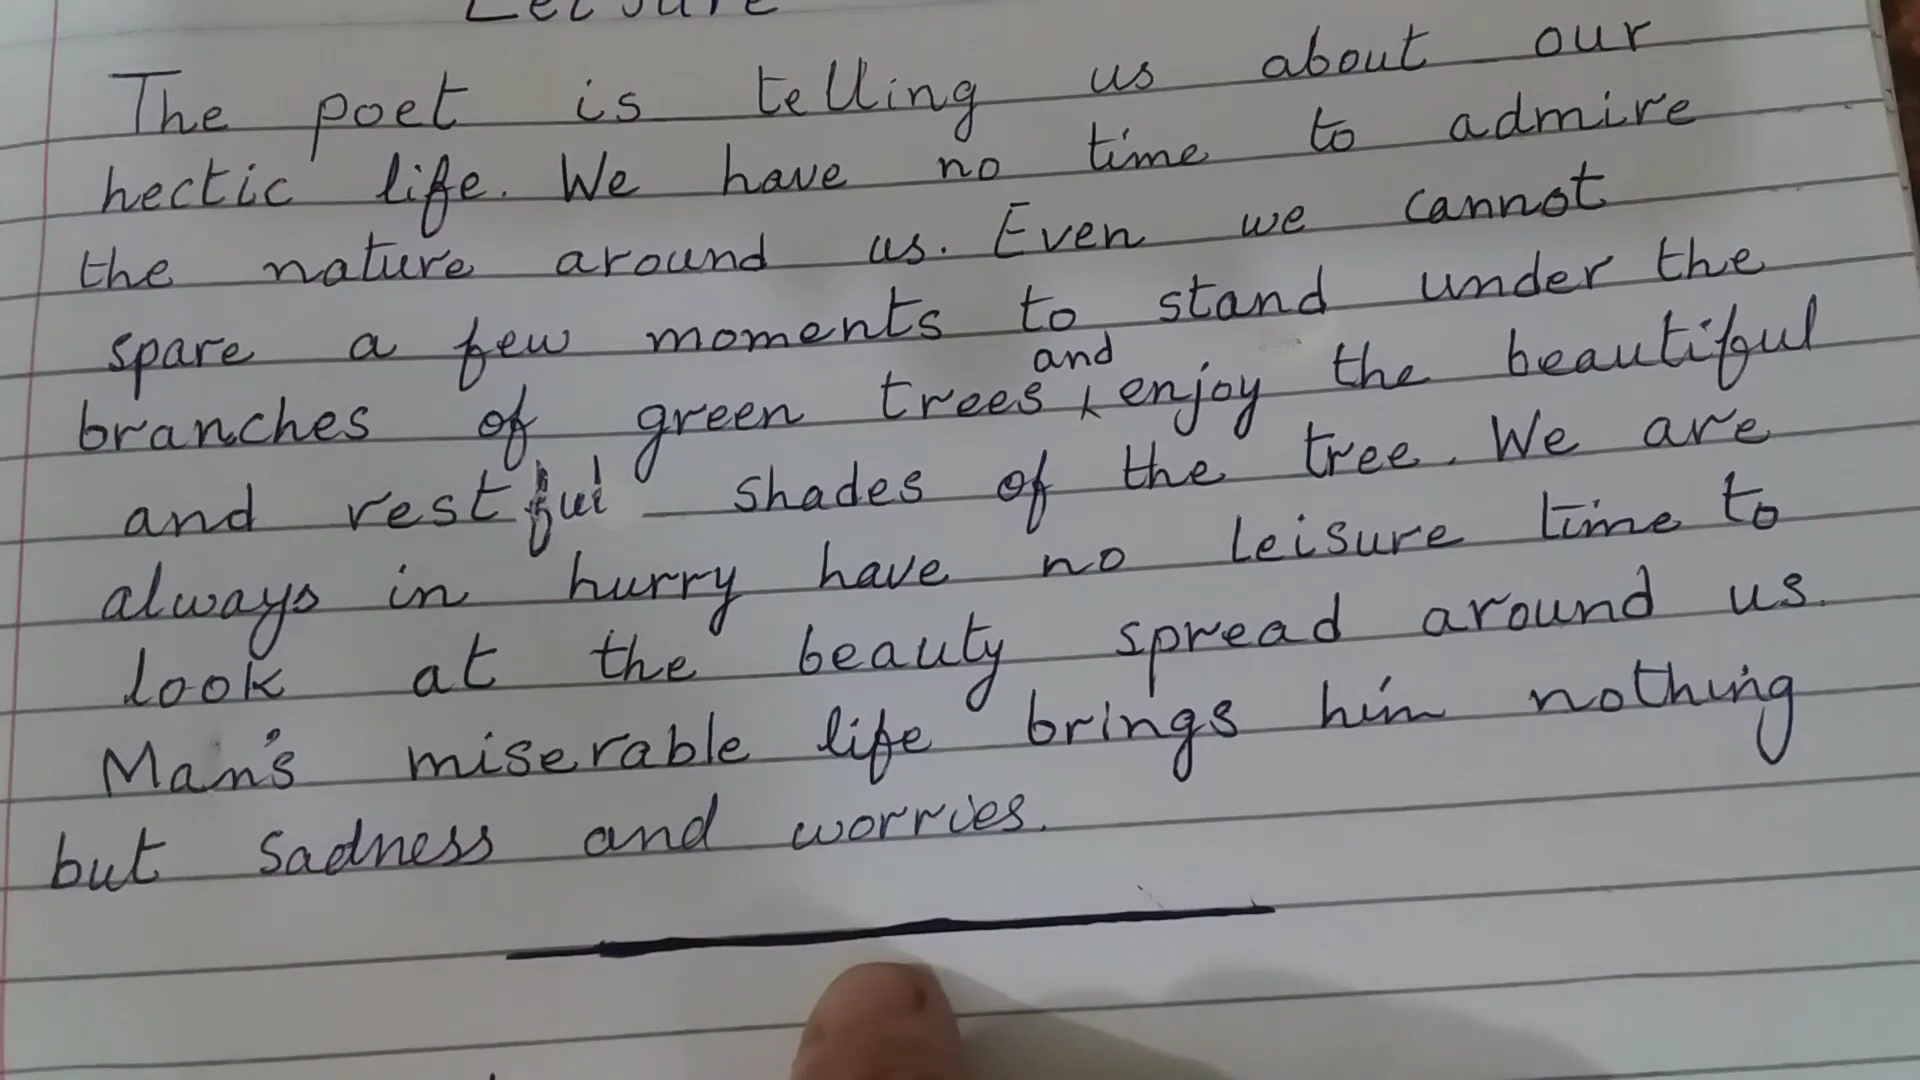 Leisure
The poet is telling us about our
hectic life. We have no time to admire
the nature around us. Even we cannot
spare a few moments to stand under the
and
branches of green trees enjoy the beautiful
and restful shades of the tree. We are
always in hurry have no leisure time to
look at the beauty spread around us.
Man's miserable life brings him nothing
but sadness and worries.